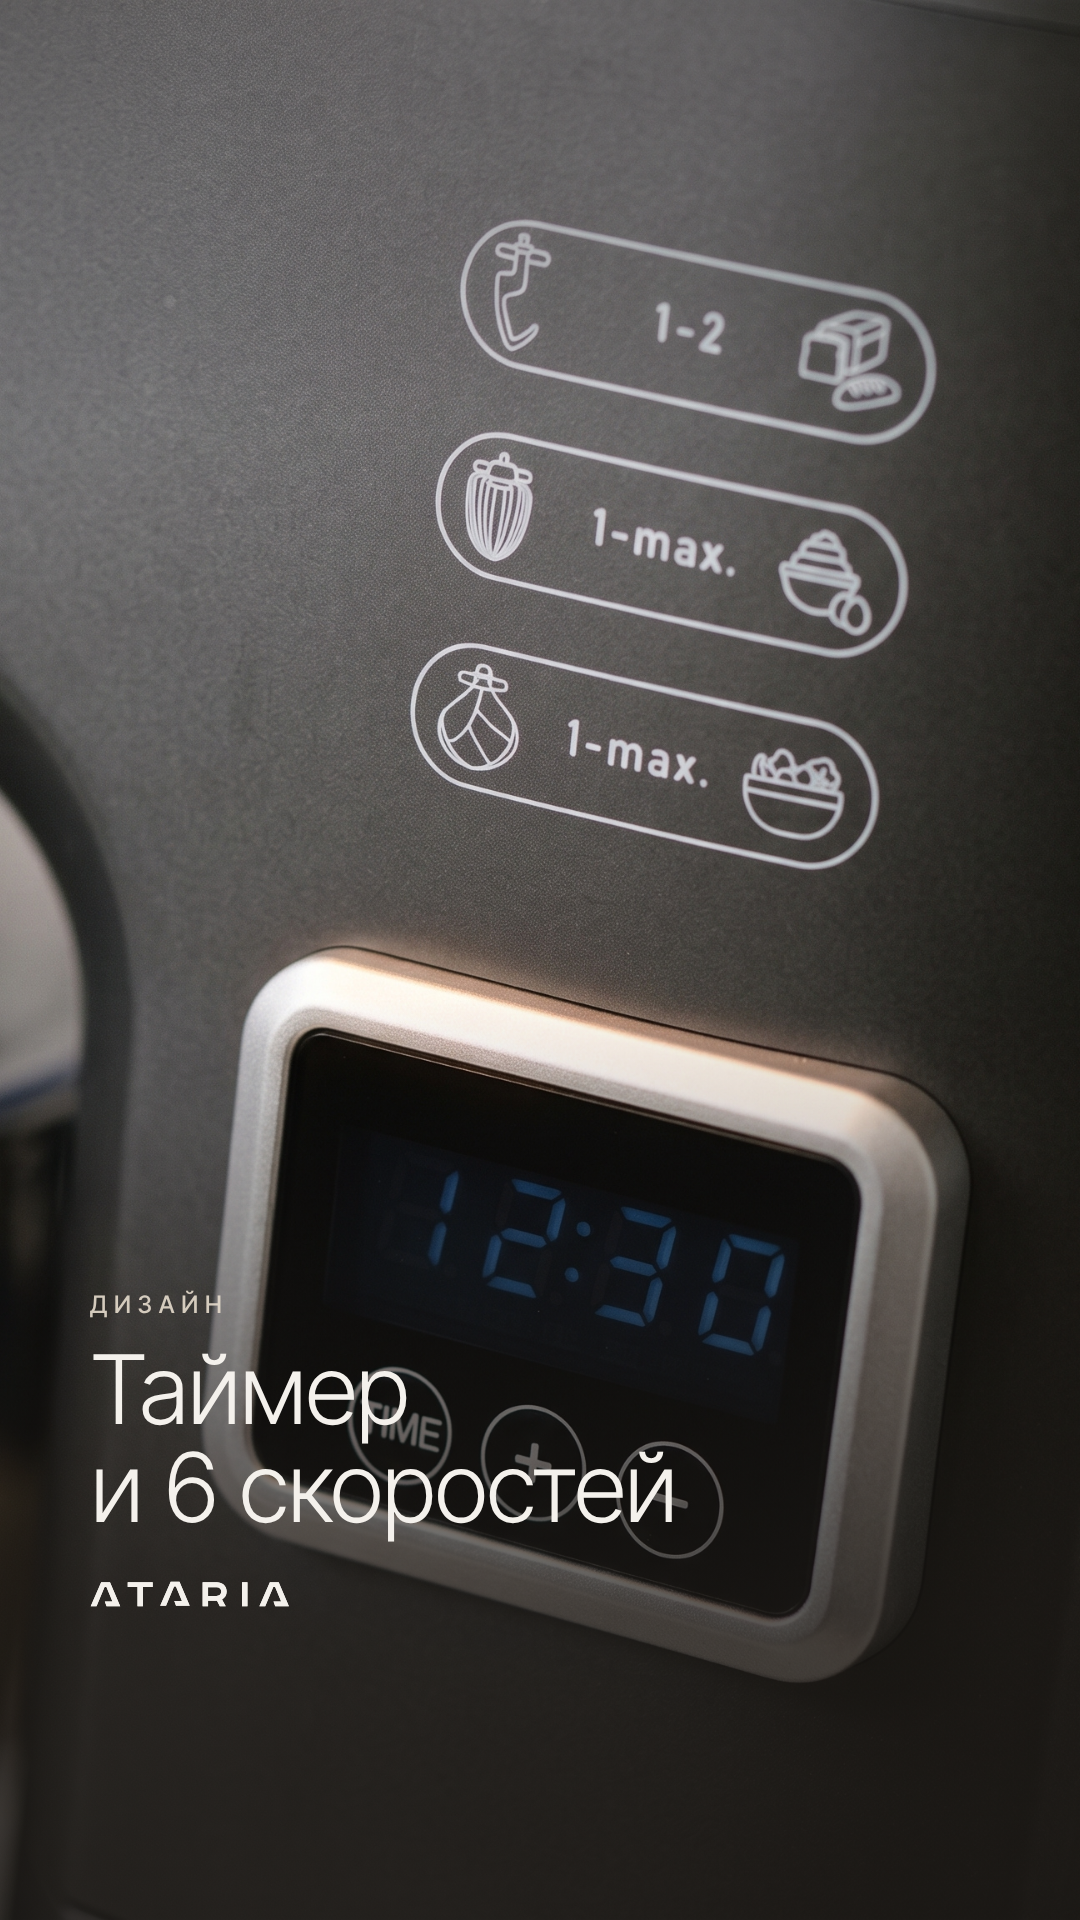 1-2
1-max.
1-max.
12:30
ДИЗАЙН
Таймер
TIME + -
и 6 скоростей
ATARIA